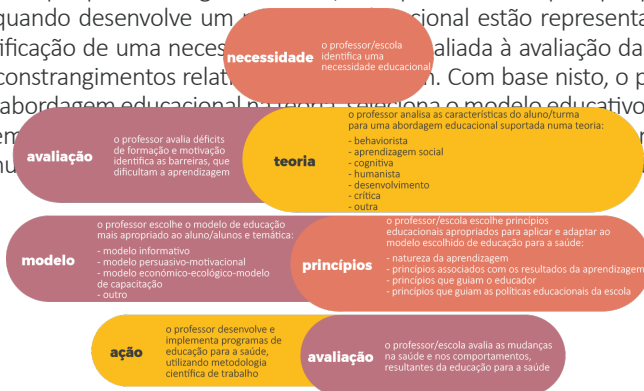 quando desenvolve um
cional estão representa
ificação de uma neces
aliada à avaliação da
constrangimentos relati
. Com base nisto, o p
abordagem educacional na teoria, seleciona o modelo educativo
em
necessidade
o professor/escola
identifica uma
necessidade educacional
avaliação
o professor avalia déficits
de formação e motivação
identifica as barreiras, que
dificultam a aprendizagem
teoria
o professor analisa as características do aluno/turma
para uma abordagem educacional suportada numa teoria:
- behaviorista
- aprendizagem social
- cognitiva
- humanista
- desenvolvimento
- crítica
- outra
modelo
o professor escolhe o modelo de educação
mais apropriado ao aluno/alunos e temática:
- modelo informativo
- modelo persuasivo-motivacional
- modelo económico-ecológico-modelo
de capacitação
- outro
princípios
o professor/escola escolhe princípios
educacionais apropriados para aplicar e adaptar ao
modelo escolhido de educação para a saúde:
- natureza da aprendizagem
- princípios associados com os resultados da aprendizagem
- princípios que guiam o educador
- princípios que guiam as políticas educacionais da escola
ação
o professor desenvolve e
implementa programas de
educação para a saúde,
utilizando metodologia
científica de trabalho
avaliação
o professor/escola avalia as mudanças
na saúde e nos comportamentos,
resultantes da educação para a saúde